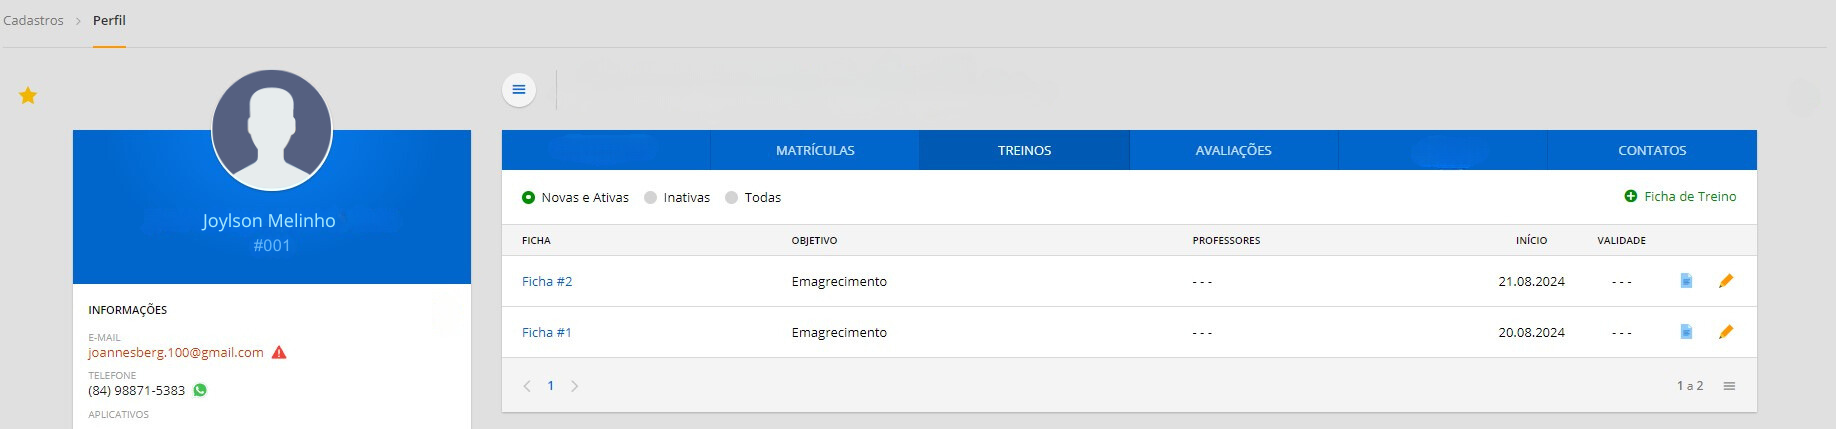 Cadastros > Perfil
Joylson Melinho
#001
INFORMAÇÕES
E-MAIL
joannesberg.100@gmail.com
TELEFONE
(84) 98871-5383
APLICATIVOS
MATRÍCULAS TREINOS AVALIAÇÕES CONTATOS
Novas e Ativas Inativas Todas Ficha de Treino
FICHA OBJETIVO PROFESSORES INÍCIO VALIDADE
Ficha #2 Emagrecimento - - - 21.08.2024 - - -
Ficha #1 Emagrecimento - - - 20.08.2024 - - -
1 1 a 2